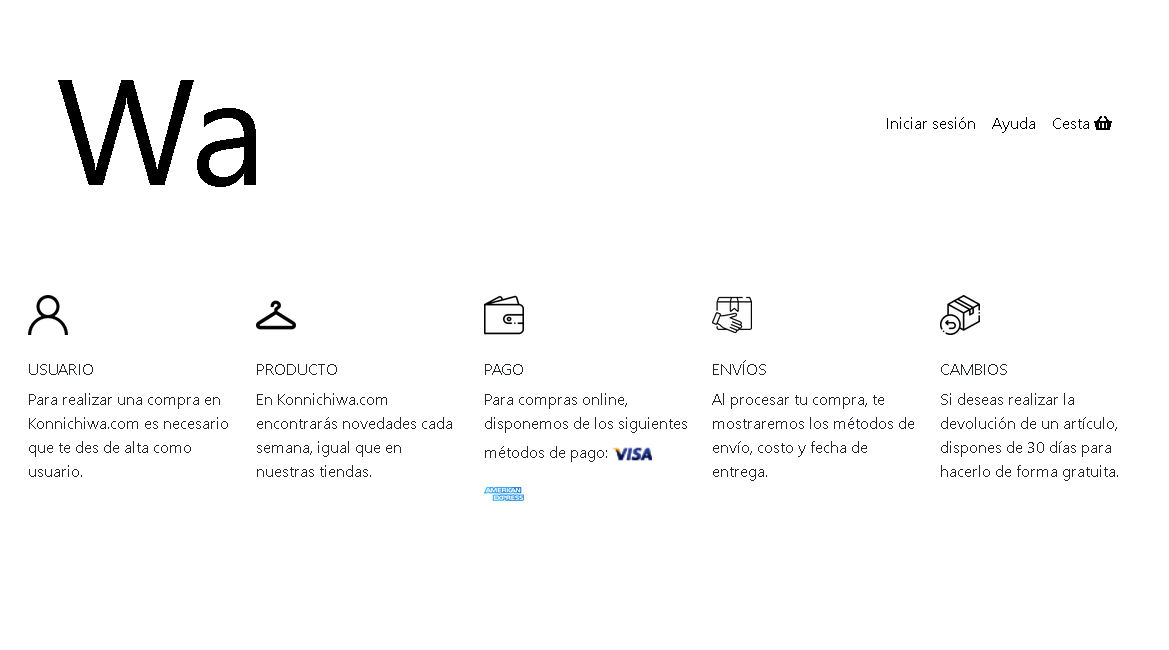 Wa
Iniciar sesión Ayuda Cesta
USUARIO
Para realizar una compra en
Konnichiwa.com es necesario
que te des de alta como
usuario.
PRODUCTO
En Konnichiwa.com
encontrarás novedades cada
semana, igual que en
nuestras tiendas.
PAGO
Para compras online,
disponemos de los siguientes
métodos de pago: VISA
AMERICAN
EXPRESS
ENVÍOS
Al procesar tu compra, te
mostraremos los métodos de
envío, costo y fecha de
entrega.
CAMBIOS
Si deseas realizar la
devolución de un artículo,
dispones de 30 días para
hacerlo de forma gratuita.